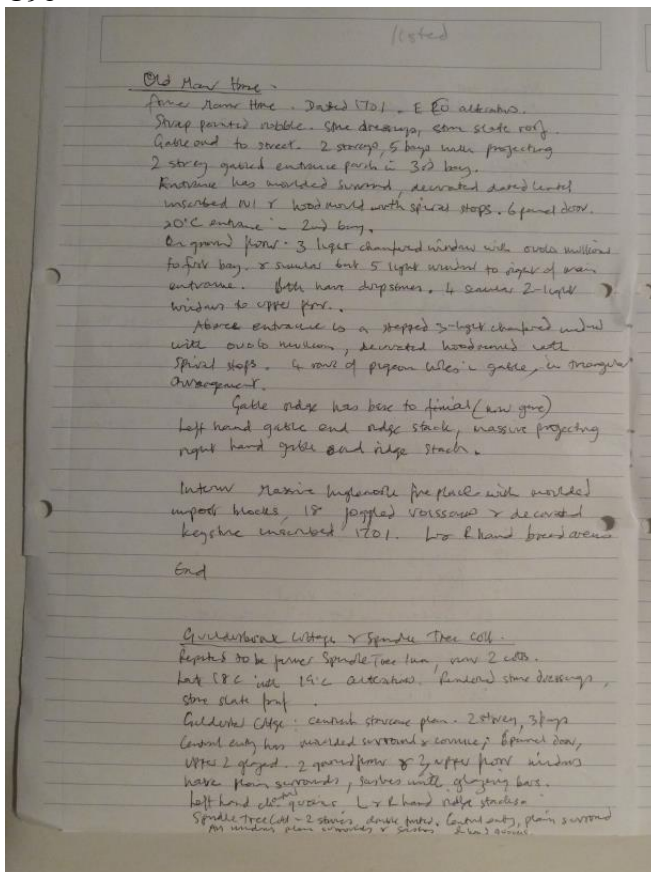 listed
Old Manor House.
Former Manor House. Dated 1701. E C20 alterations.
Strap pointed rubble. stone dressings, stone slate roof.
Gable end to street. 2 storeys, 5 bays with projecting
2 storey gabled entrance porch in 3rd bay.
Entrance has moulded surround, decorated dated lintel
inscribed & hoodmould with spiral stops. 6 panel door.
20°C entrance in 2nd bay.
On ground floor - 3 light chamfered window with ovolo mullions
to first bay. & similar but 5 light window to right of main
entrance. Both have dripstones. 4 similar 2-light
windows to upper floor.
Above entrance is a stepped 3-light chamfered window
with ovolo mullions, decorated hoodmould with
spiral stops. 4 rows of pigeon holes in gable, in triangular
arrangement.
Gable ridge has base to finial (now gone)
Left hand gable end ridge stack, massive projecting
right hand gable end ridge stack.
Interior Massive Inglenook fireplace with moulded
impost blocks, 18 joggled voissoirs & decorated
keystone inscribed 1701. L & R hand bread ovens
End
Guilderbook Cottage & Spindle Tree Cott.
Reputed to be former Spindle Tree Inn, now 2 cotts.
Late 18C with 19°C alterations. Rendered stone dressings,
stone slate roof.
Cottage: central staircase plan. 2 storey, 3 bays
Central entry has moulded surround & cornice; 6 panel door,
upper 2 glazed. 2 ground floor & 3 upper floor windows
have plain surrounds, sashes with glazing bars.
Left hand quoins. L & R hand ridge stacks.
Spindle Tree Cott - 2 storeys, double fronted. Central entry, plain surround
windows plain surrounds & sashes R hand quoins.